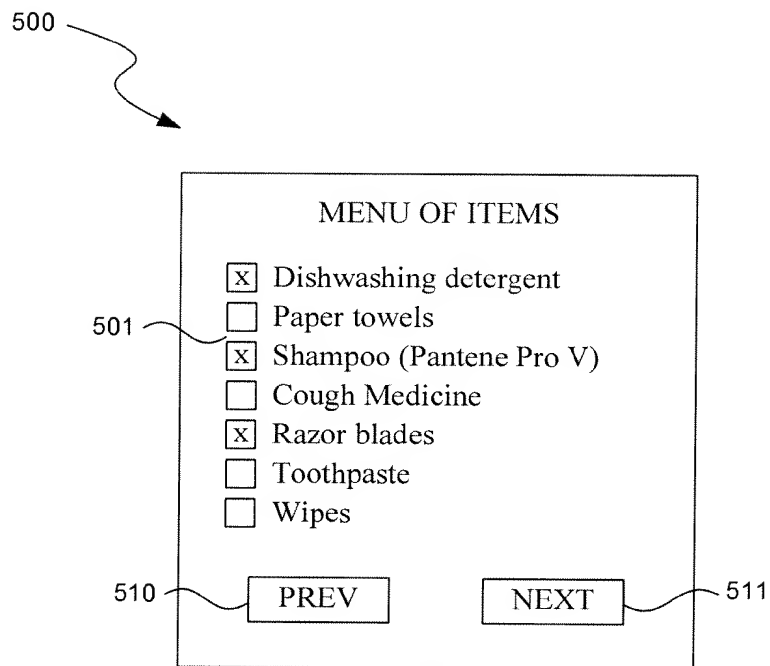 500
MENU OF ITEMS
x Dishwashing detergent
Paper towels
501
x Shampoo (Pantene Pro V)
Cough Medicine
x Razor blades
Toothpaste
Wipes
510 PREV NEXT 511